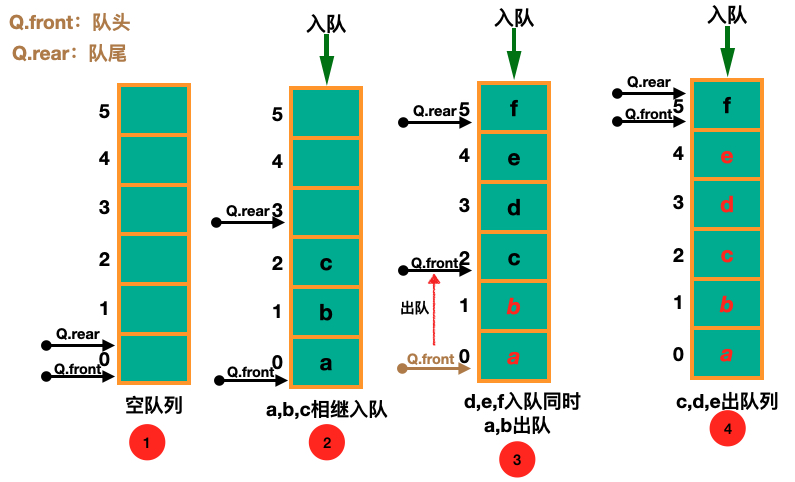 Q.front：队头
Q.rear：队尾
5
4
3
2
1
0
Q.rear
Q.front
空队列
1
入队
5
4
3
2
1
0
Q.rear
Q.front
c
b
a
a,b,c相继入队
2
入队
5
4
3
2
1
0
Q.rear
Q.front
出队
Q.front
f
e
d
c
b
a
d,e,f入队同时
a,b出队
3
入队
Q.rear
Q.front
5
4
3
2
1
0
f
e
d
c
b
a
c,d,e出队列
4